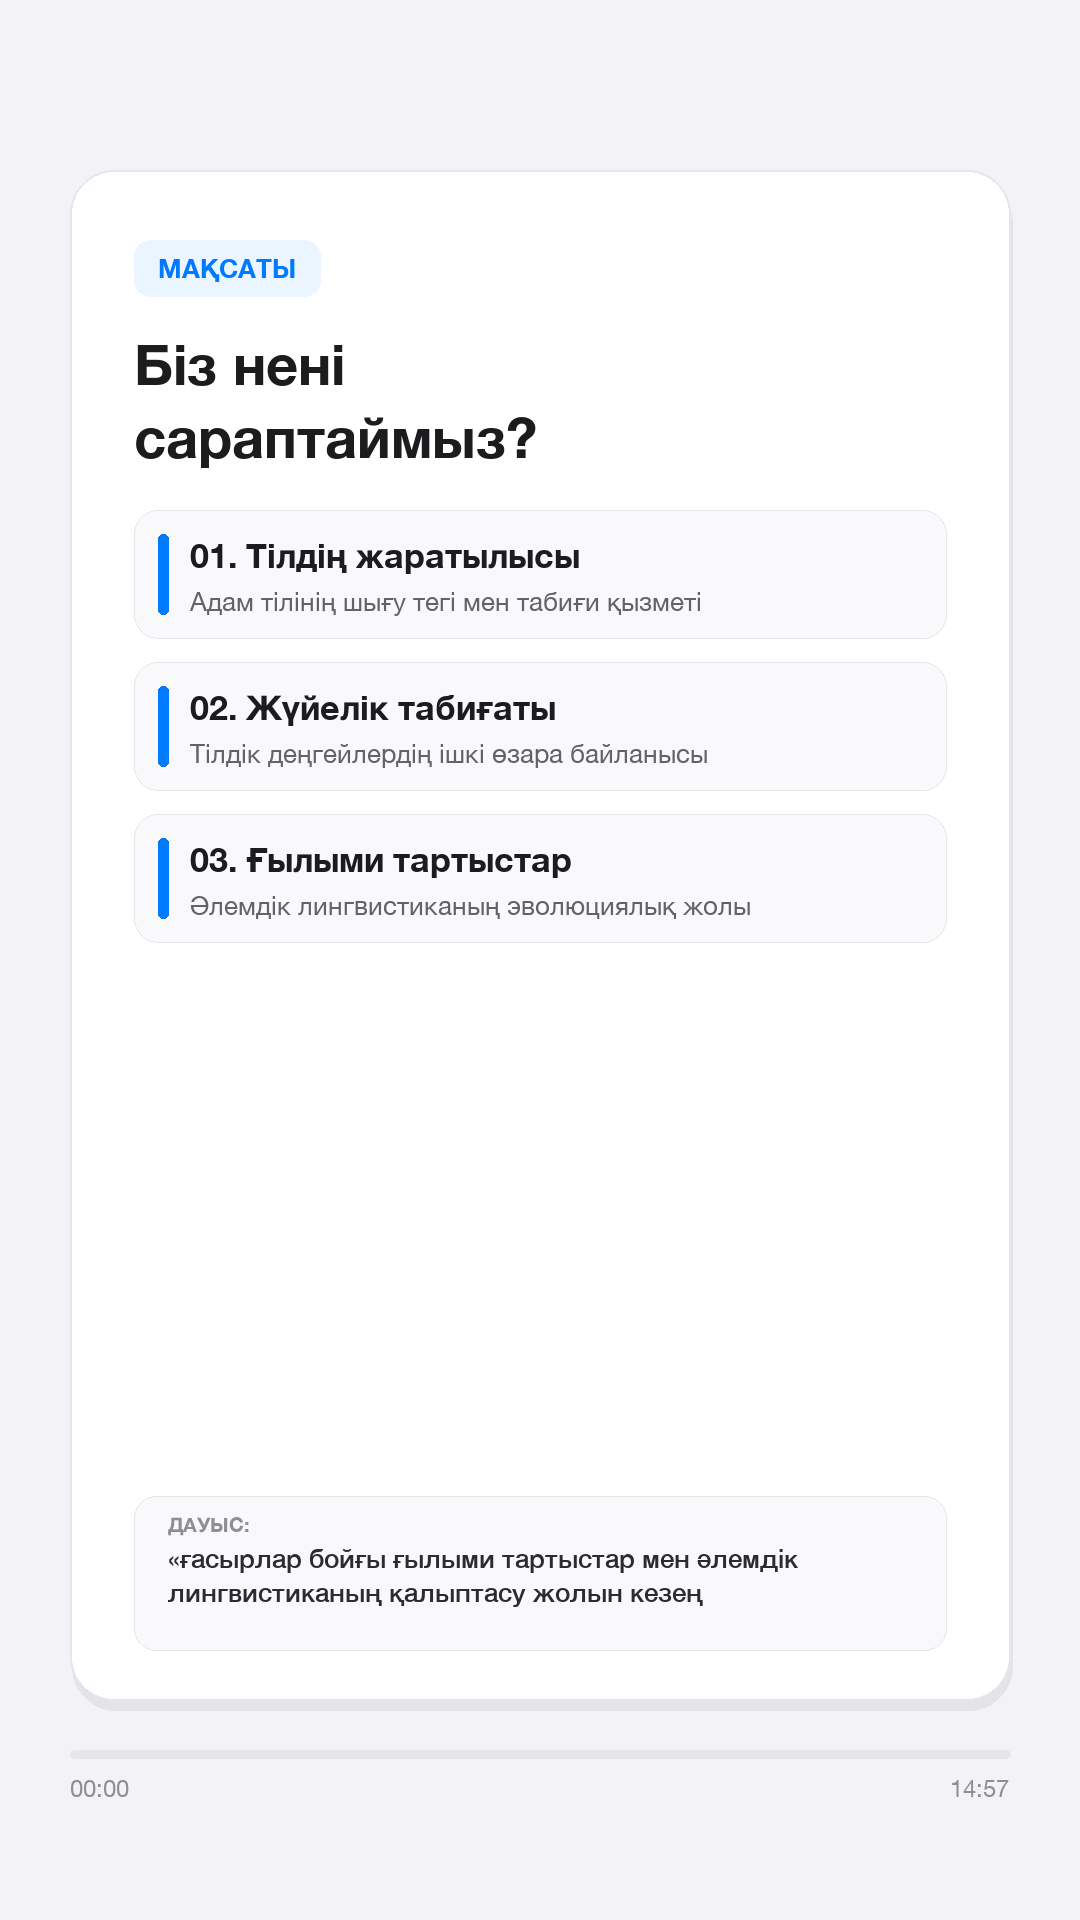 МАҚСАТЫ
Біз нені
сараптаймыз?
01. Тілдің жаратылысы
Адам тілінің шығу тегі мен табиғи қызметі
02. Жүйелік табиғаты
Тілдік деңгейлердің ішкі өзара байланысы
03. Ғылыми тартыстар
Әлемдік лингвистиканың эволюциялық жолы
ДАУЫС:
«ғасырлар бойғы ғылыми тартыстар мен әлемдік
лингвистиканың қалыптасу жолын кезең
00:00
14:57